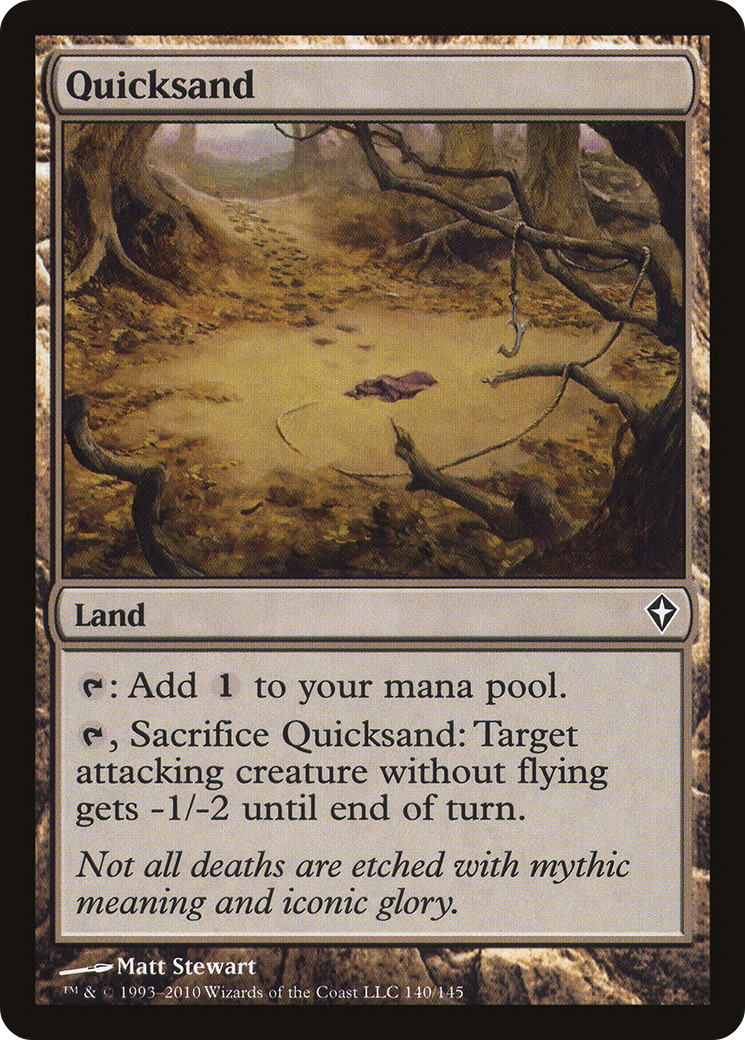 Quicksand
Land
: Add 1 to your mana pool.
, Sacrifice Quicksand: Target
attacking creature without flying
gets -1/-2 until end of turn.
Not all deaths are etched with mythic
meaning and iconic glory.
Matt Stewart
™ & © 1993–2010 Wizards of the Coast LLC 140/145